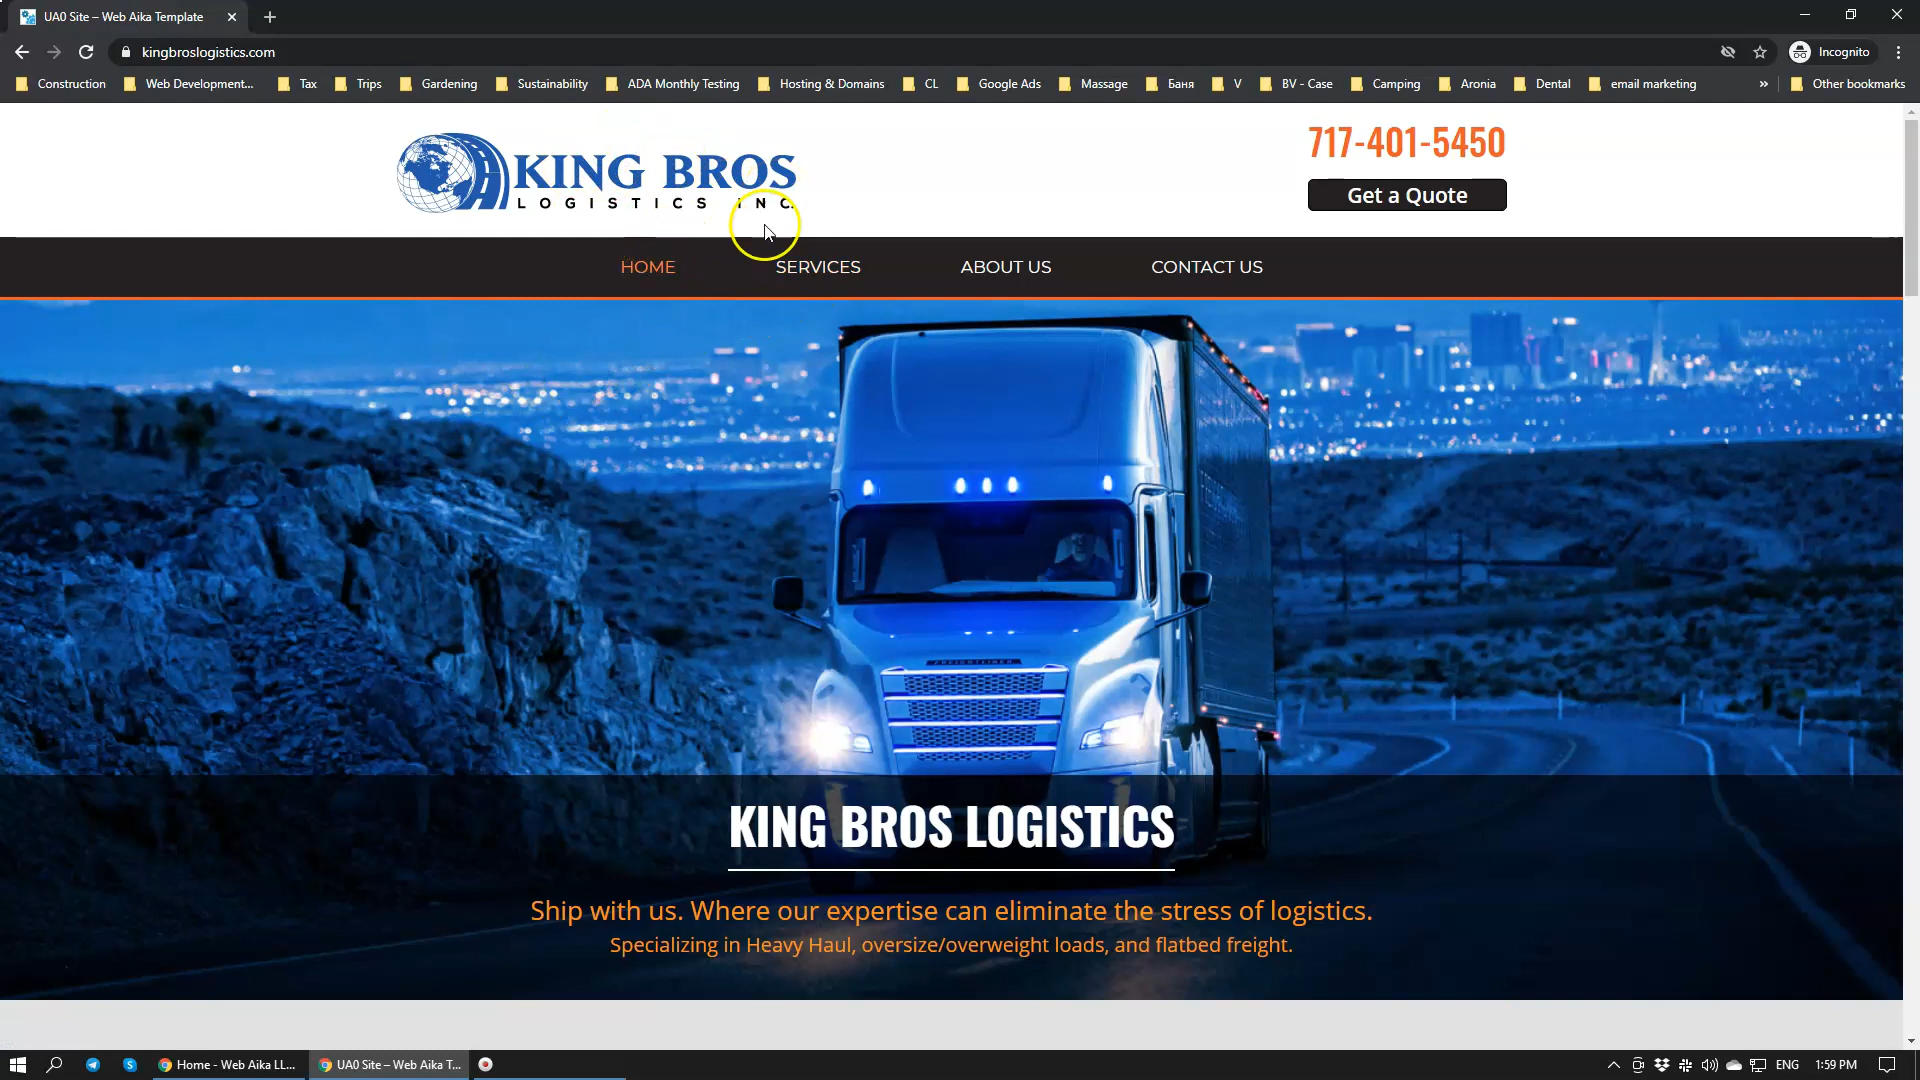 UA0 Site – Web Aika Template
kingbroslogistics.com
Incognito
Construction
Web Development...
Tax
Trips
Gardening
Sustainability
ADA Monthly Testing
Hosting & Domains
CL
Google Ads
Massage
Баня
V
BV - Case
Camping
Aronia
Dental
email marketing
»
Other bookmarks
KING BROS
LOGISTICS INC.
717-401-5450
Get a Quote
HOME
SERVICES
ABOUT US
CONTACT US
FREIGHTLINER
KING BROS LOGISTICS
Ship with us. Where our expertise can eliminate the stress of logistics.
Specializing in Heavy Haul, oversize/overweight loads, and flatbed freight.
Home - Web Aika LL...
UA0 Site – Web Aika T...
ENG
1:59 PM